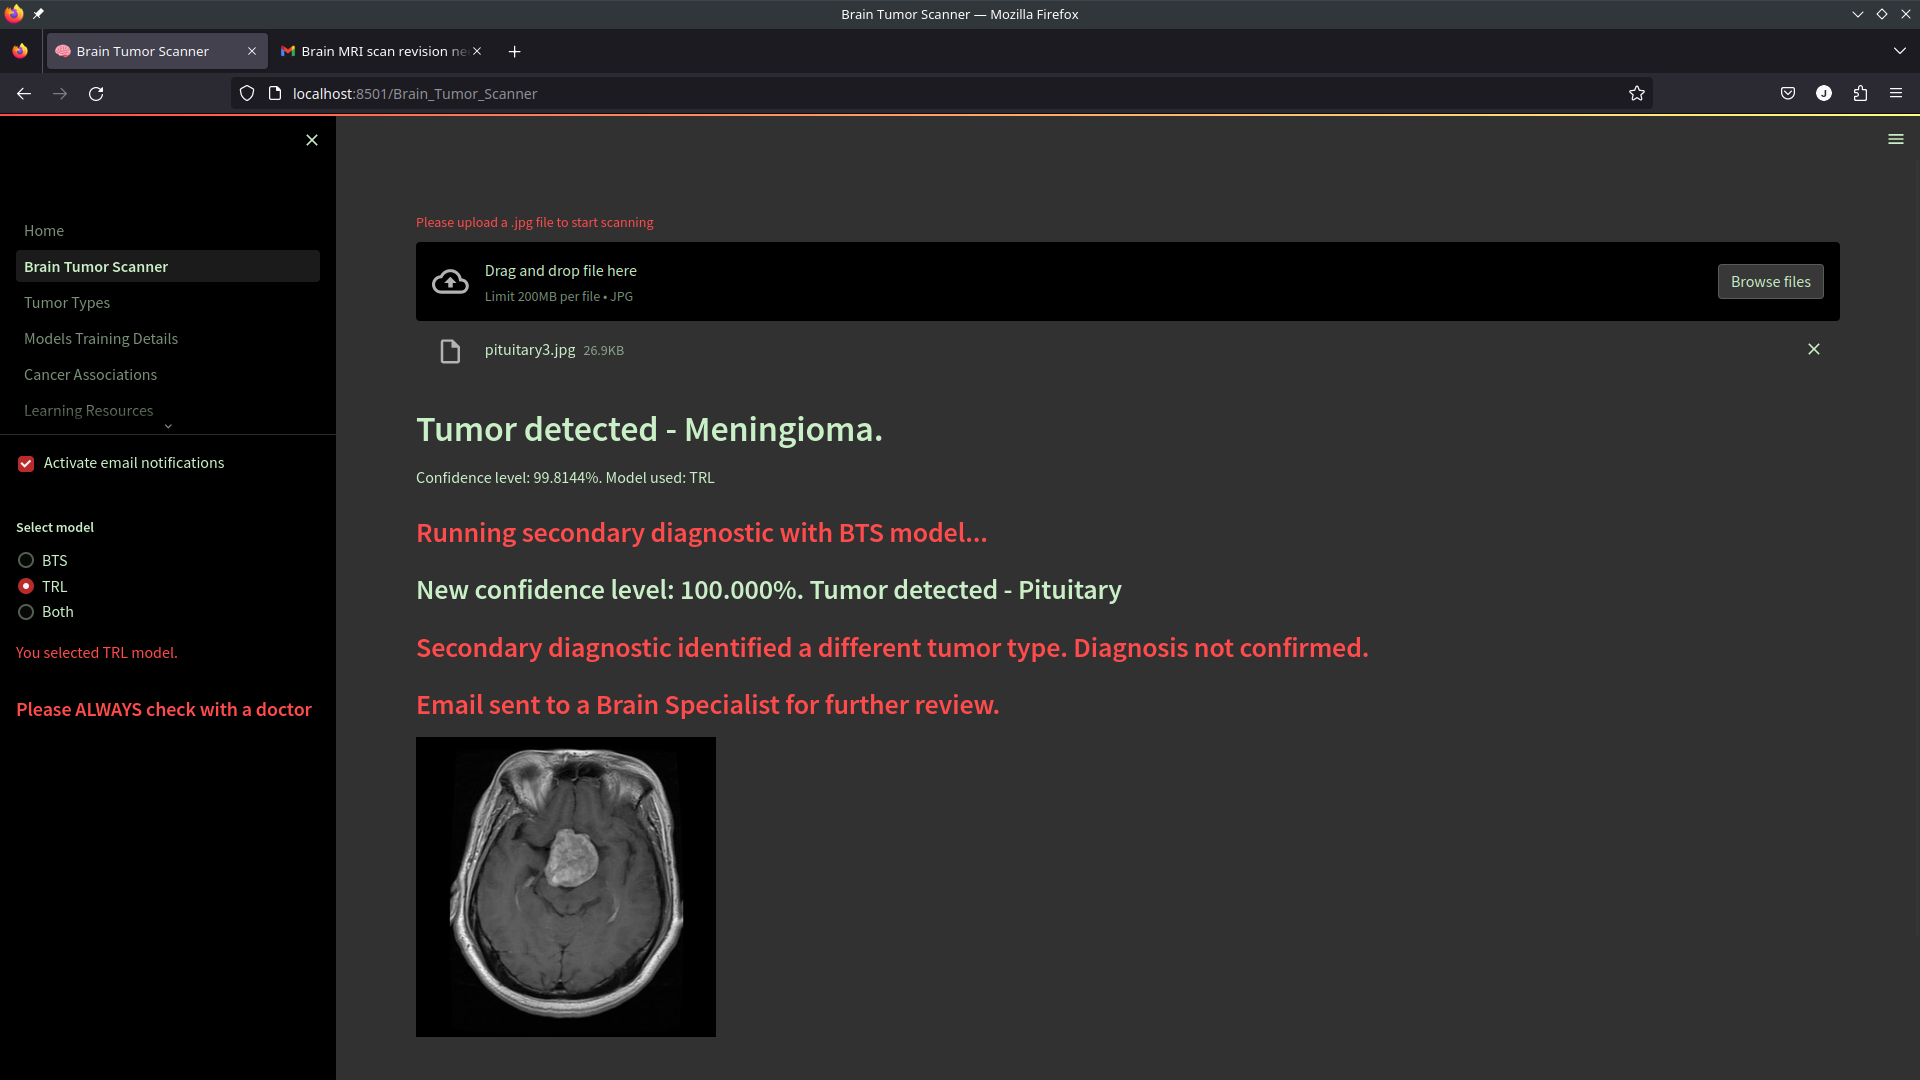 Brain Tumor Scanner — Mozilla Firefox
Brain Tumor Scanner
Brain MRI scan revision ne
localhost:8501/Brain_Tumor_Scanner
J
Home
Brain Tumor Scanner
Tumor Types
Models Training Details
Cancer Associations
Learning Resources
Activate email notifications
Select model
BTS
TRL
Both
You selected TRL model.
Please ALWAYS check with a doctor
Please upload a .jpg file to start scanning
Drag and drop file here
Limit 200MB per file • JPG
Browse files
pituitary3.jpg 26.9KB
Tumor detected - Meningioma.
Confidence level: 99.8144%. Model used: TRL
Running secondary diagnostic with BTS model...
New confidence level: 100.000%. Tumor detected - Pituitary
Secondary diagnostic identified a different tumor type. Diagnosis not confirmed.
Email sent to a Brain Specialist for further review.